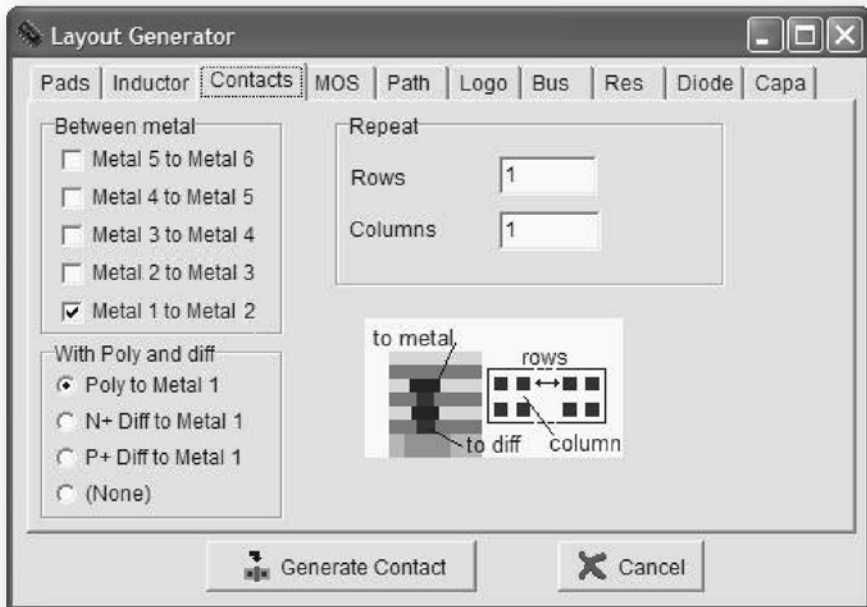 Layout Generator
Pads Inductor Contacts MOS Path Logo Bus Res Diode Capa
Between metal
Metal 5 to Metal 6
Metal 4 to Metal 5
Metal 3 to Metal 4
Metal 2 to Metal 3
Metal 1 to Metal 2
With Poly and diff
Poly to Metal 1
N+ Diff to Metal 1
P+ Diff to Metal 1
(None)
Repeat
Rows 1
Columns 1
to metal
rows
to diff
column
Generate Contact
Cancel